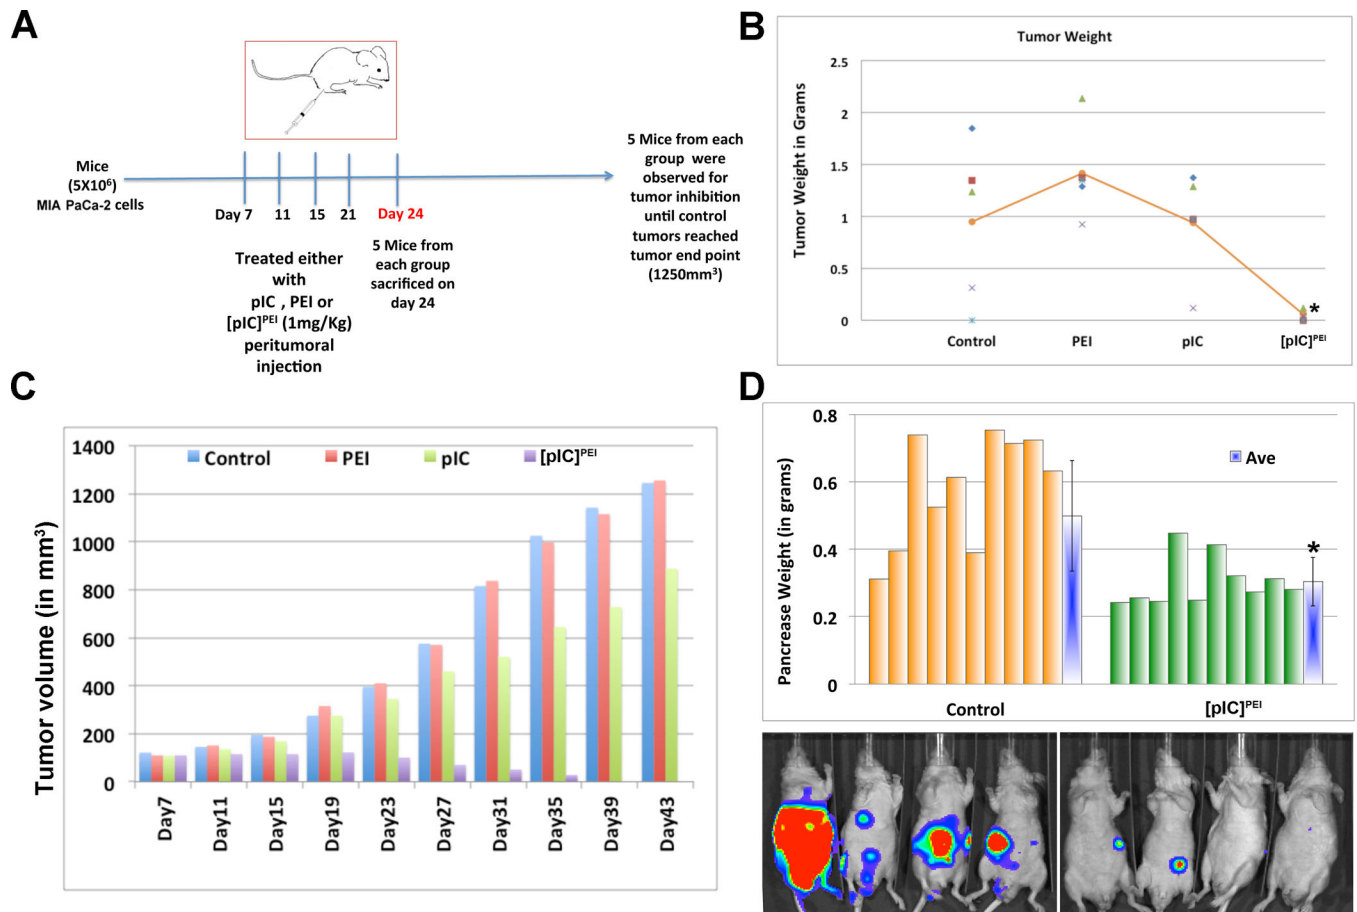 A
Mice
(5X10⁶)
MIA PaCa-2 cells
Day 7
11
15
21
Day 24
Treated either
with
pIC , PEI or
[pIC]ᴾᴱᴵ (1mg/Kg)
peritumoral
injection
5 Mice from
each group
sacrificed on
day 24
5 Mice from each
group were
observed for
tumor inhibition
until control
tumors reached
tumor end point
(1250mm³)
B
Tumor Weight
Tumor Weight in Grams
2.5
2
1.5
1
0.5
0
*
Control
PEI
pIC
[pIC]ᴾᴱᴵ
C
Tumor volume (in mm³)
1400
1200
1000
800
600
400
200
0
Control
PEI
pIC
[pIC]ᴾᴱᴵ
Day7
Day11
Day15
Day19
Day23
Day27
Day31
Day35
Day39
Day43
D
Pancrease Weight (in grams)
0.8
0.6
0.4
0.2
0
Ave
*
Control
[pIC]ᴾᴱᴵ